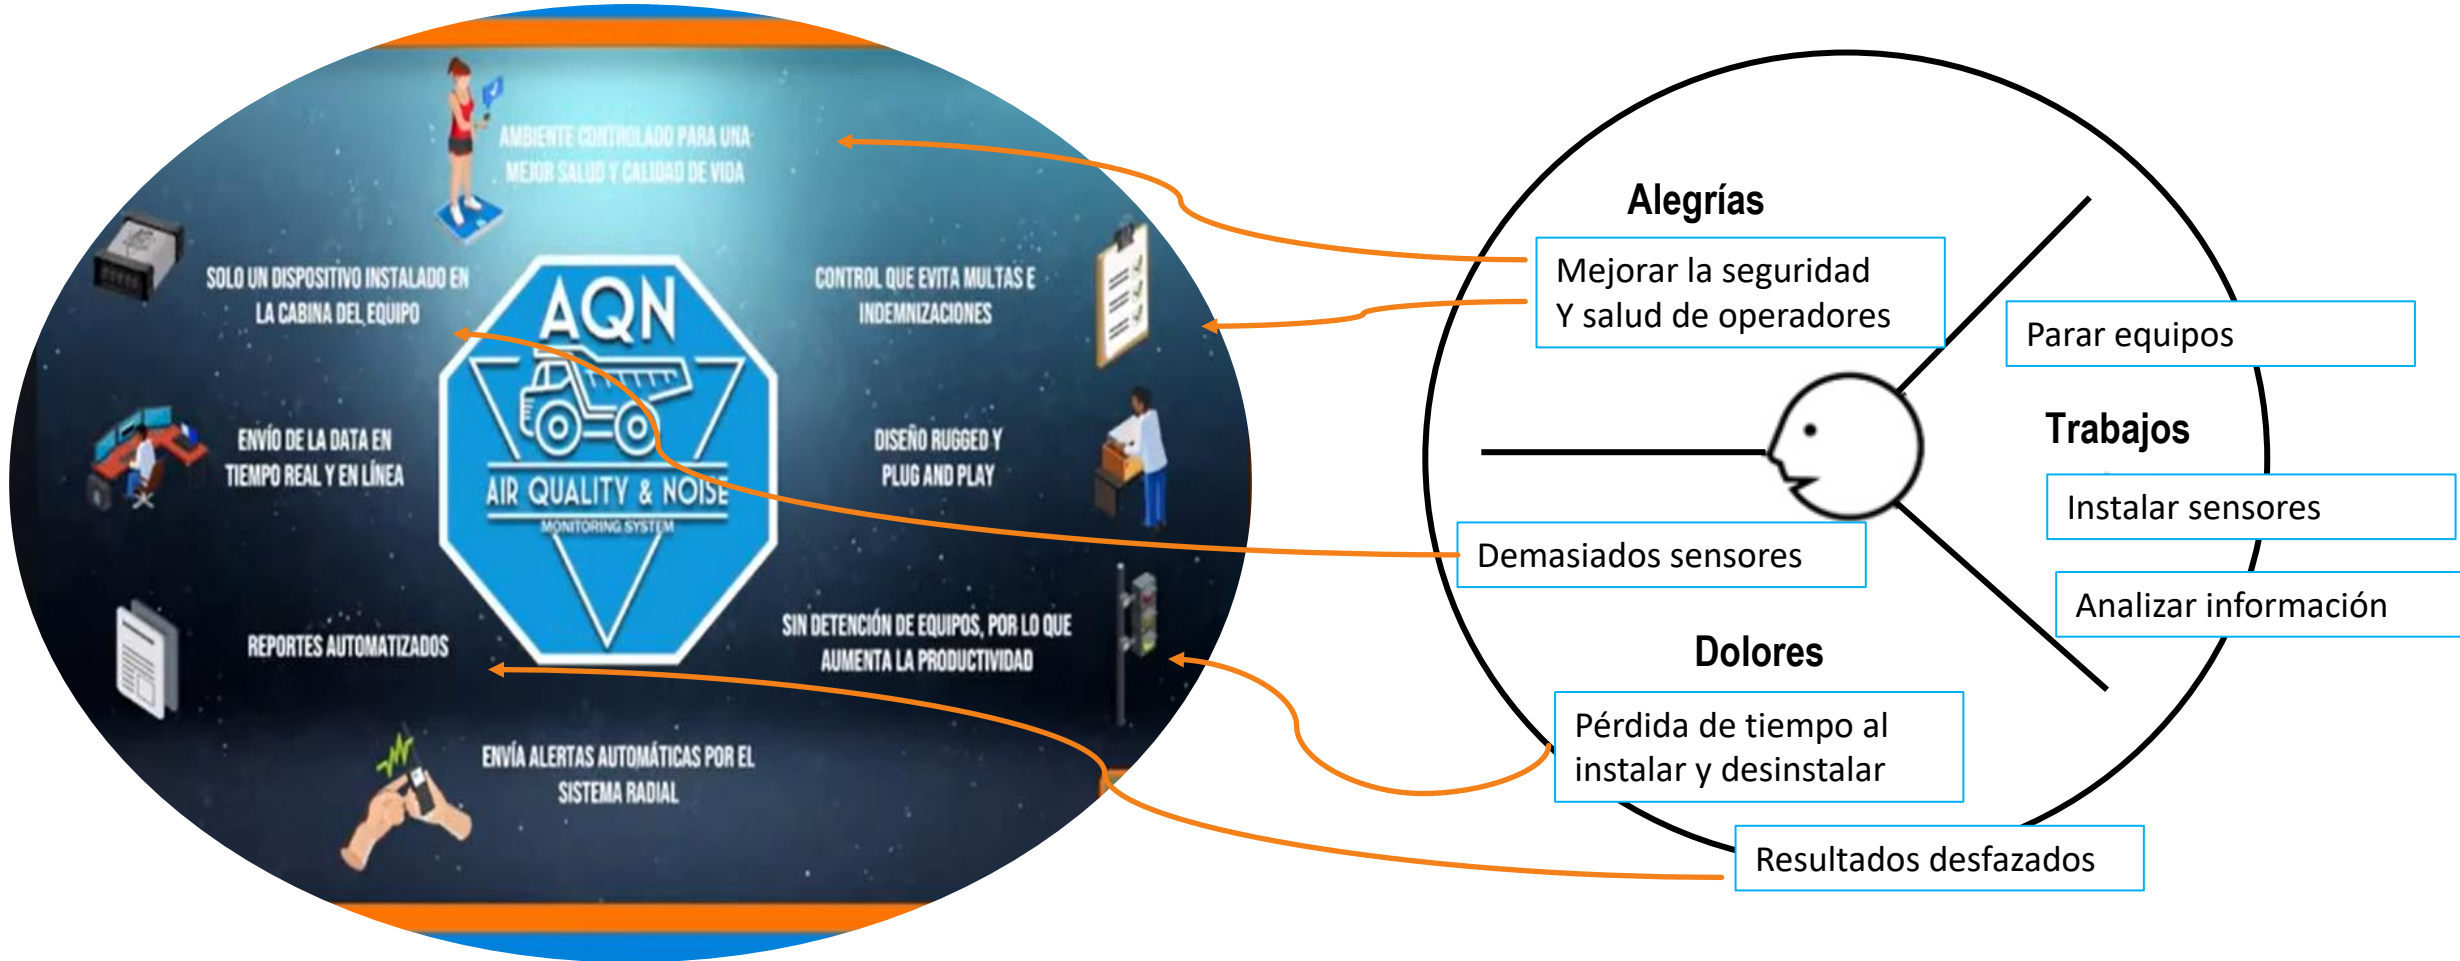 AMBIENTE CONTROLADO PARA UNA
MEJOR SALUD Y CALIDAD DE VIDA
SOLO UN DISPOSITIVO INSTALADO EN
LA CABINA DEL EQUIPO
CONTROL QUE EVITA MULTAS E
INDEMNIZACIONES
AQN
AIR QUALITY & NOISE
MONITORING SYSTEM
ENVÍO DE LA DATA EN
TIEMPO REAL Y EN LÍNEA
DISEÑO RUGGED Y
PLUG AND PLAY
REPORTES AUTOMATIZADOS
SIN DETENCIÓN DE EQUIPOS, POR LO QUE
AUMENTA LA PRODUCTIVIDAD
ENVÍA ALERTAS AUTOMÁTICAS POR EL
SISTEMA RADIAL
Alegrías
Mejorar la seguridad
Y salud de operadores
Parar equipos
Trabajos
Instalar sensores
Analizar información
Demasiados sensores
Dolores
Pérdida de tiempo al
instalar y desinstalar
Resultados desfazados